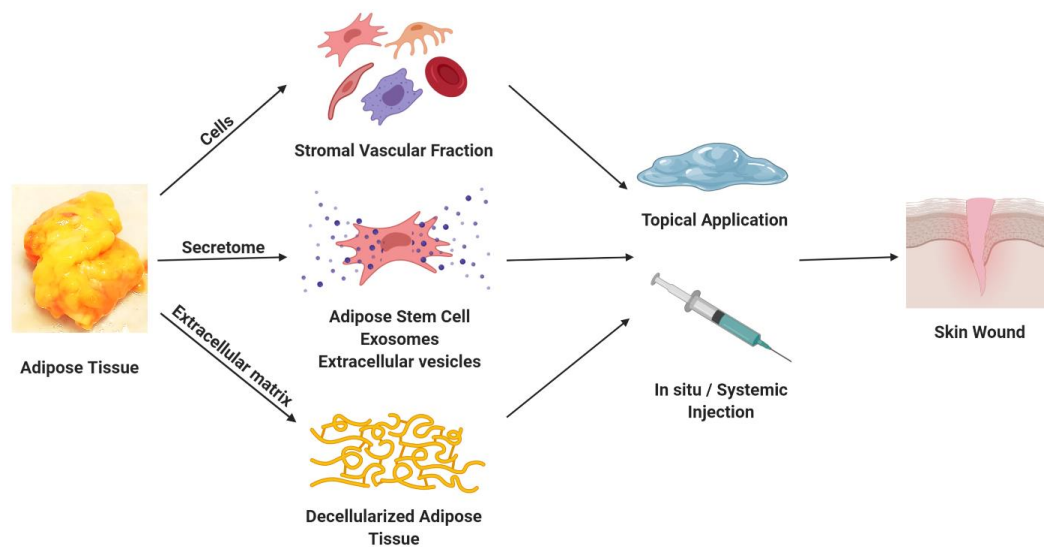 Cells
Stromal Vascular Fraction
Topical Application
Secretome
Adipose Stem Cell
Exosomes
Extracellular vesicles
Extracellular matrix
Adipose Tissue
Skin Wound
In situ / Systemic
Injection
Decellularized Adipose
Tissue